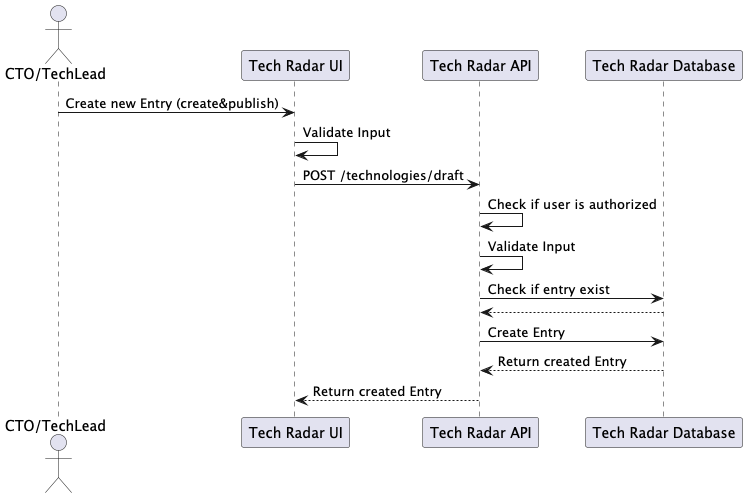 CTO/TechLead
Tech Radar UI
Tech Radar API
Tech Radar Database
Create new Entry (create&publish)
Validate Input
POST /technologies/draft
Check if user is authorized
Validate Input
Check if entry exist
Create Entry
Return created Entry
Return created Entry
CTO/TechLead
Tech Radar UI
Tech Radar API
Tech Radar Database